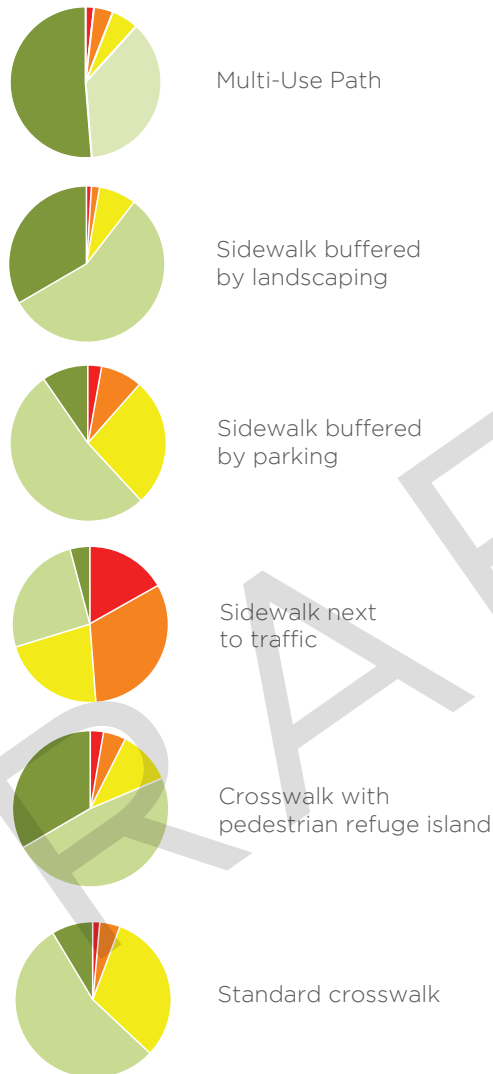 Multi-Use Path
Sidewalk buffered
by landscaping
Sidewalk buffered
by parking
Sidewalk next
to traffic
Crosswalk with
pedestrian refuge island
Standard crosswalk